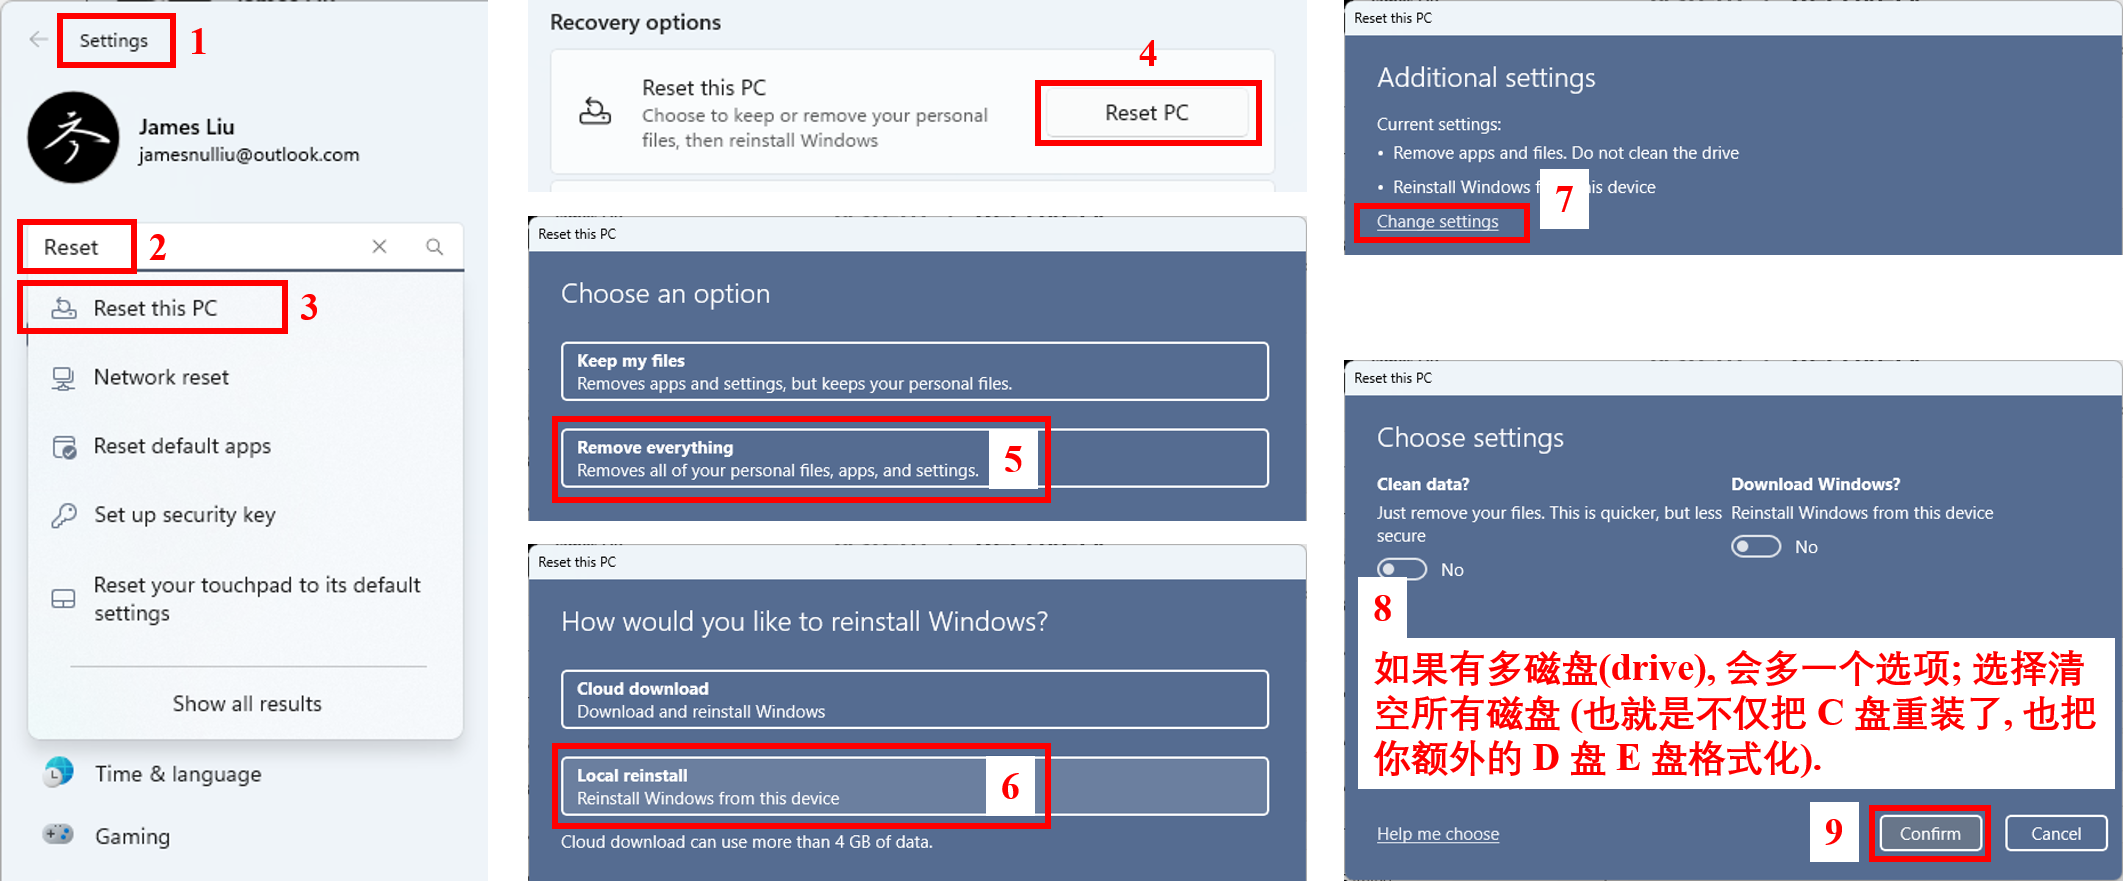 Settings
1
James Liu
jamesnulliu@outlook.com
Reset
2
Reset this PC
3
Network reset
Reset default apps
Set up security key
Reset your touchpad to its default
settings
Show all results
Time & language
Gaming
Recovery options
4
Reset this PC
Choose to keep or remove your personal
files, then reinstall Windows
Reset PC
Reset this PC
Choose an option
Keep my files
Removes apps and settings, but keeps your personal files.
Remove everything
Removes all of your personal files, apps, and settings.
5
Reset this PC
How would you like to reinstall Windows?
Cloud download
Download and reinstall Windows
Local reinstall
Reinstall Windows from this device
6
Cloud download can use more than 4 GB of data.
Reset this PC
Additional settings
Current settings:
• Remove apps and files. Do not clean the drive
• Reinstall Windows device
7
Change settings
Reset this PC
Choose settings
Clean data?
Just remove your files. This is quicker, but less
secure
No
Download Windows?
Reinstall Windows from this device
No
8
如果有多磁盘(drive), 会多一个选项; 选择清
空所有磁盘 (也就是不仅把 C 盘重装了, 也把
你额外的 D 盘 E 盘格式化).
Help me choose
9
Confirm
Cancel